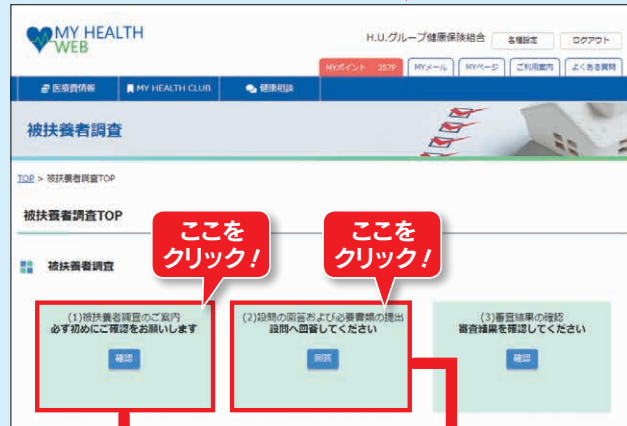 MY HEALTH
WEB
H.U.グループ健康保険組合
各種設定
ログアウト
MYポイント 357P
MYメール
MYページ
ご利用案内
よくある質問
医療費情報
MY HEALTH CLUB
健康相談
被扶養者調査
TOP > 被扶養者調査TOP
被扶養者調査TOP
ここを
クリック!
ここを
クリック!
被扶養者調査
(1)被扶養者調査のご案内
必ず初めにご確認をお願いします
確認
(2)設問の回答および必要書類の提出
設問へ回答してください
回答
(3)審査結果の確認
審査結果を確認してください
確認